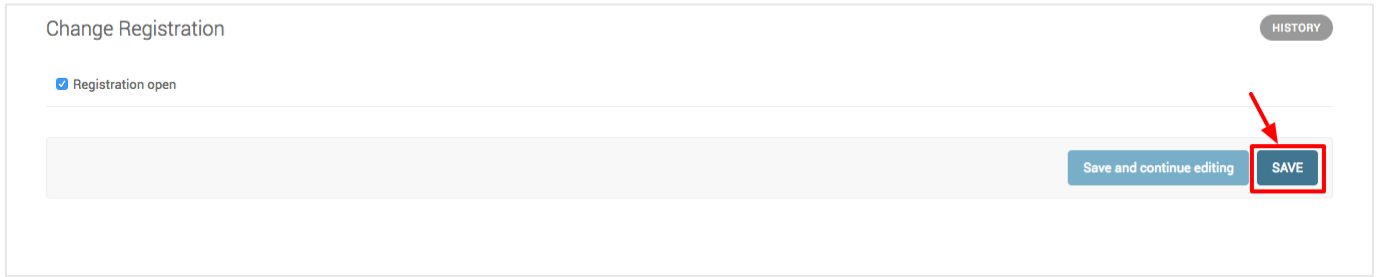 Change Registration
HISTORY
Registration open
Save and continue editing
SAVE